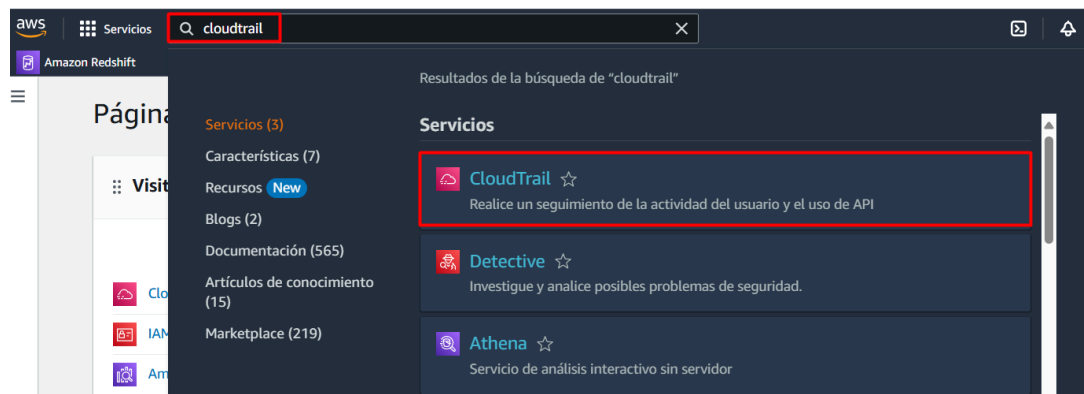 aws
Servicios
cloudtrail
Amazon Redshift
Resultados de la búsqueda de “cloudtrail”
Página
Visit
Clo
IAM
Am
Servicios (3)
Características (7)
Recursos New
Blogs (2)
Documentación (565)
Artículos de conocimiento
(15)
Marketplace (219)
Servicios
CloudTrail
Realice un seguimiento de la actividad del usuario y el uso de API
Detective
Investigue y analice posibles problemas de seguridad.
Athena
Servicio de análisis interactivo sin servidor